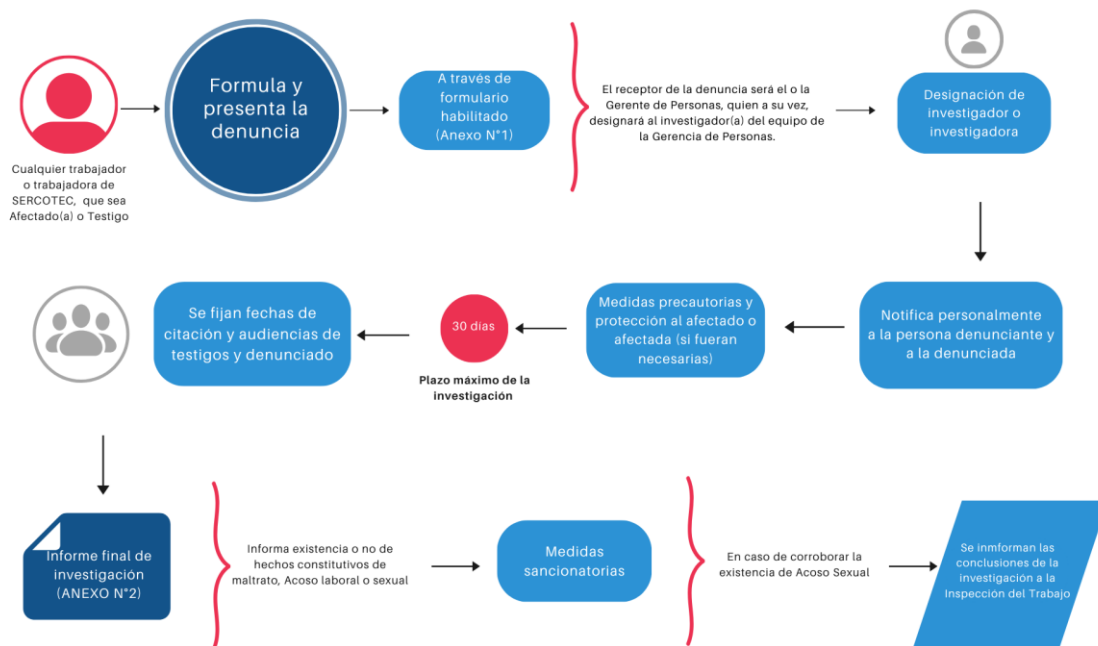 Cualquier trabajador
o trabajadora de
SERCOTEC, que sea
Afectado(a) o Testigo
Formula y
presenta la
denuncia
A través de
formulario
habilitado
(Anexo N°1)
El receptor de la denuncia será el o la
Gerente de Personas, quien a su vez,
designará al investigador(a) del equipo de
la Gerencia de Personas.
Designación de
investigador o
investigadora
Notifica personalmente
a la persona denunciante y
a la denunciada
Medidas precautorias y
protección al afectado o
afectada (si fueran
necesarias)
30 dias
Plazo máximo de la
investigación
Se fijan fechas de
citación y audiencias de
testigos y denunciado
Informe final de
investigación
(ANEXO N°2)
Informa existencia o no de
hechos constitutivos de
maltrato, Acoso laboral o sexual
Medidas
sancionatorias
En caso de corroborar la
existencia de Acoso Sexual
Se inmforman las
conclusiones de la
investigación a la
Inspección del Trabajo